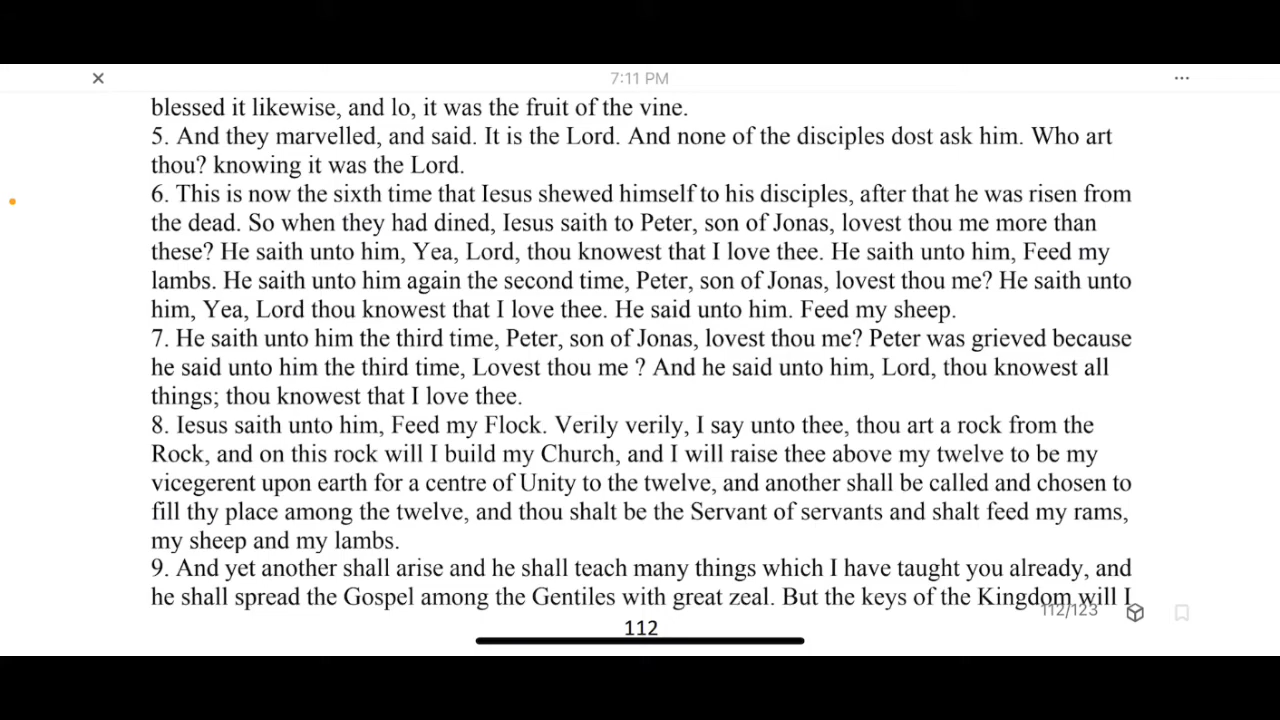 7:11 PM
blessed it likewise, and lo, it was the fruit of the vine.
5. And they marvelled, and said. It is the Lord. And none of the disciples dost ask him. Who art
thou? knowing it was the Lord.
6. This is now the sixth time that Iesus shewed himself to his disciples, after that he was risen from
the dead. So when they had dined, Iesus saith to Peter, son of Jonas, lovest thou me more than
these? He saith unto him, Yea, Lord, thou knowest that I love thee. He saith unto him, Feed my
lambs. He saith unto him again the second time, Peter, son of Jonas, lovest thou me? He saith unto
him, Yea, Lord thou knowest that I love thee. He said unto him. Feed my sheep.
7. He saith unto him the third time, Peter, son of Jonas, lovest thou me? Peter was grieved because
he said unto him the third time, Lovest thou me ? And he said unto him, Lord, thou knowest all
things; thou knowest that I love thee.
8. Iesus saith unto him, Feed my Flock. Verily verily, I say unto thee, thou art a rock from the
Rock, and on this rock will I build my Church, and I will raise thee above my twelve to be my
vicegerent upon earth for a centre of Unity to the twelve, and another shall be called and chosen to
fill thy place among the twelve, and thou shalt be the Servant of servants and shalt feed my rams,
my sheep and my lambs.
9. And yet another shall arise and he shall teach many things which I have taught you already, and
he shall spread the Gospel among the Gentiles with great zeal. But the keys of the Kingdom will I
112/123
112